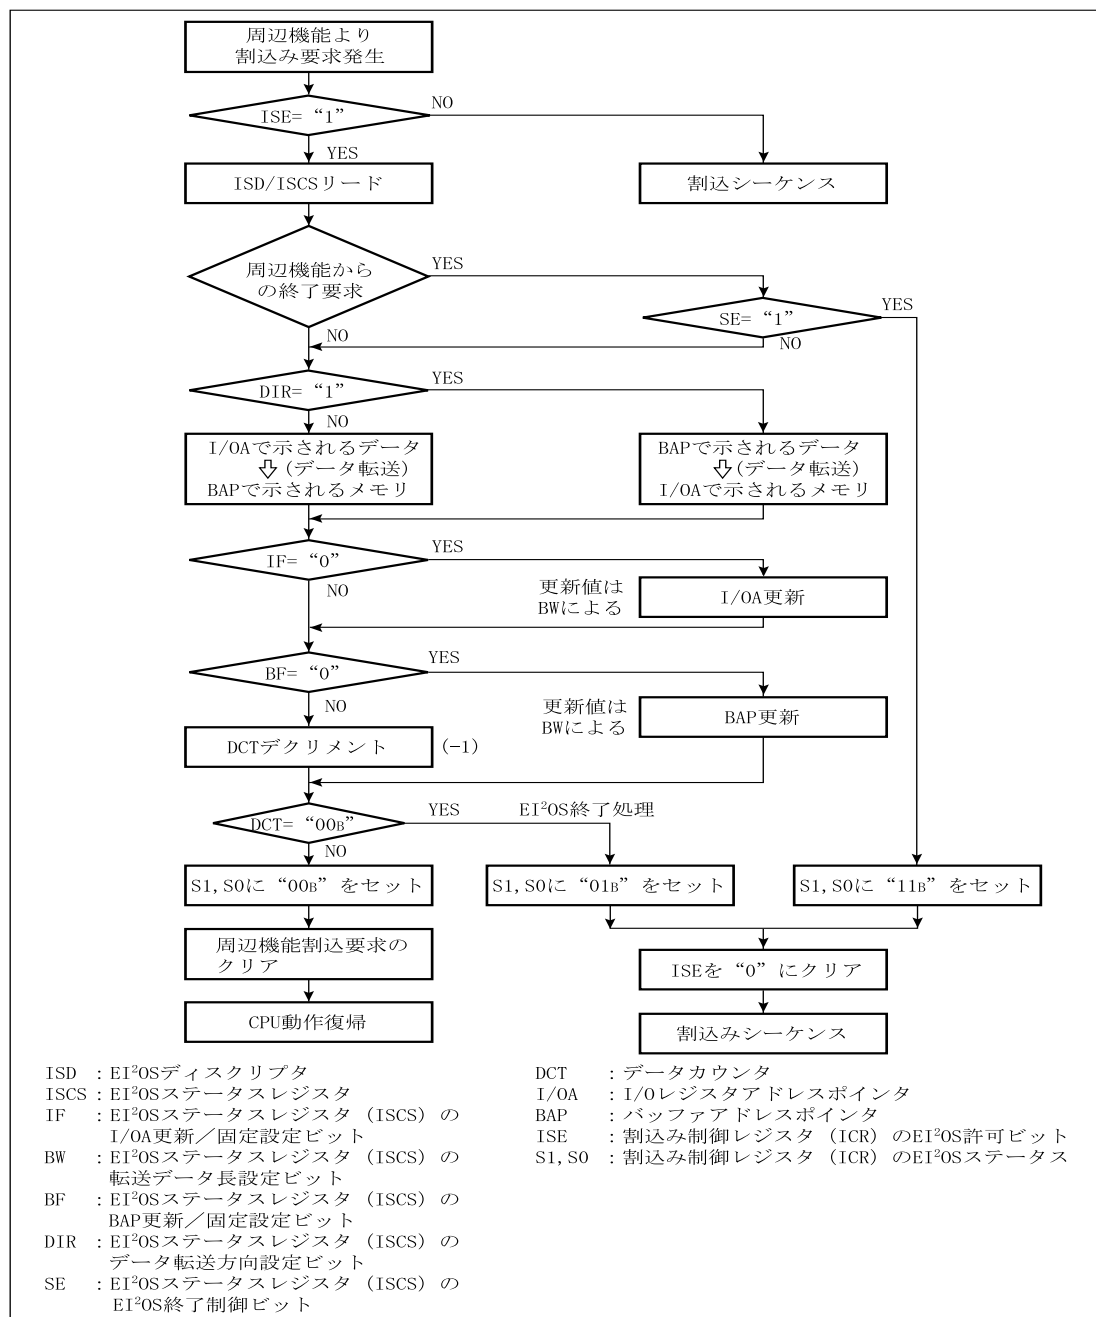 周辺機能より
割込み要求発生
ISE= “1”
NO
YES
ISD/ISCSリード
割込シーケンス
周辺機能から
の終了要求
YES
SE= “1”
YES
NO
NO
DIR= “1”
YES
NO
I/OAで示されるデータ
(データ転送)
BAPで示されるメモリ
BAPで示されるデータ
(データ転送)
I/OAで示されるメモリ
IF= “0”
YES
NO
更新値は
BWによる
I/OA更新
BF= “0”
YES
NO
更新値は
BWによる
BAP更新
DCTデクリメント
(-1)
DCT= “00B”
YES
EI²OS終了処理
NO
S1,S0に “00B” をセット
S1,S0に “01B” をセット
S1,S0に “11B” をセット
周辺機能割込要求の
クリア
ISEを “0” にクリア
CPU動作復帰
割込みシーケンス
ISD :EI²OSディスクリプタ
ISCS:EI²OSステータスレジスタ
IF :EI²OSステータスレジスタ (ISCS) の
I/OA更新/固定設定ビット
BW :EI²OSステータスレジスタ (ISCS) の
転送データ長設定ビット
BF :EI²OSステータスレジスタ (ISCS) の
BAP更新/固定設定ビット
DIR :EI²OSステータスレジスタ (ISCS) の
データ転送方向設定ビット
SE :EI²OSステータスレジスタ (ISCS) の
EI²OS終了制御ビット
DCT :データカウンタ
I/OA :I/Oレジスタアドレスポインタ
BAP :バッファアドレスポインタ
ISE :割込み制御レジスタ (ICR) のEI²OS許可ビット
S1,S0 :割込み制御レジスタ (ICR) のEI²OSステータス